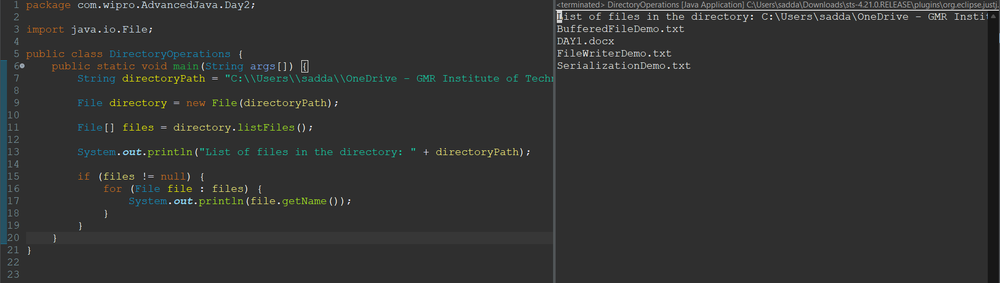 1 package com.wipro.AdvancedJava.Day2;
2
3 import java.io.File;
4
5 public class DirectoryOperations {
6     public static void main(String args[]) {
7         String directoryPath = "C:\\Users\\sadda\\OneDrive - GMR Institute of Techn
8
9         File directory = new File(directoryPath);
10
11         File[] files = directory.listFiles();
12
13         System.out.println("List of files in the directory: " + directoryPath);
14
15         if (files != null) {
16             for (File file : files) {
17                 System.out.println(file.getName());
18             }
19         }
20     }
21 }
22
23
<terminated> DirectoryOperations [Java Application] C:\Users\sadda\Downloads\sts-4.21.0.RELEASE\plugins\org.eclipse.justj.
List of files in the directory: C:\Users\sadda\OneDrive - GMR Instit
BufferedFileDemo.txt
DAY1.docx
FileWriterDemo.txt
SerializationDemo.txt